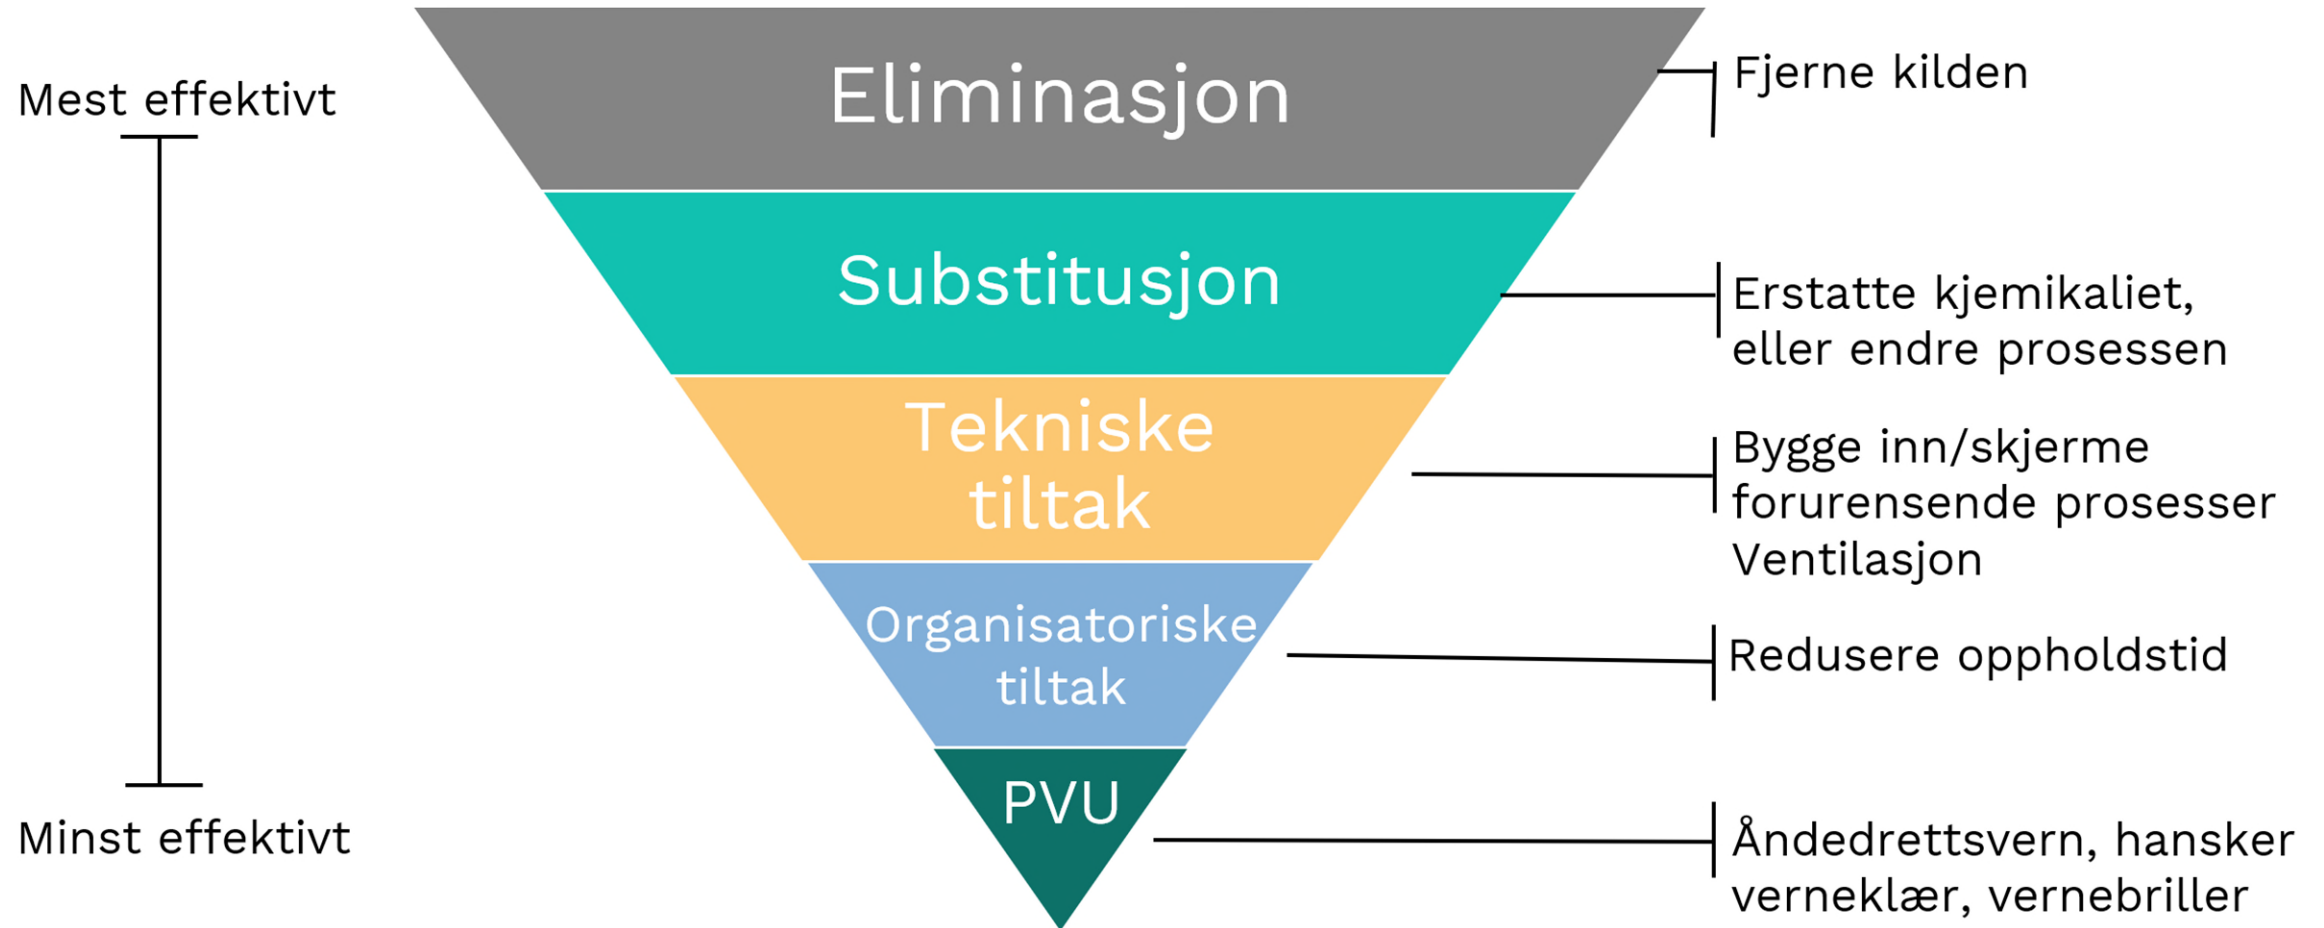 Mest effektivt
Minst effektivt
Eliminasjon
Substitusjon
Tekniske
tiltak
Organisatoriske
tiltak
PVU
Fjerne kilden
Erstatte kjemikaliet,
eller endre prosessen
Bygge inn/skjerme
forurensende prosesser
Ventilasjon
Redusere oppholdstid
Åndedrettsvern, hansker
verneklær, vernebriller